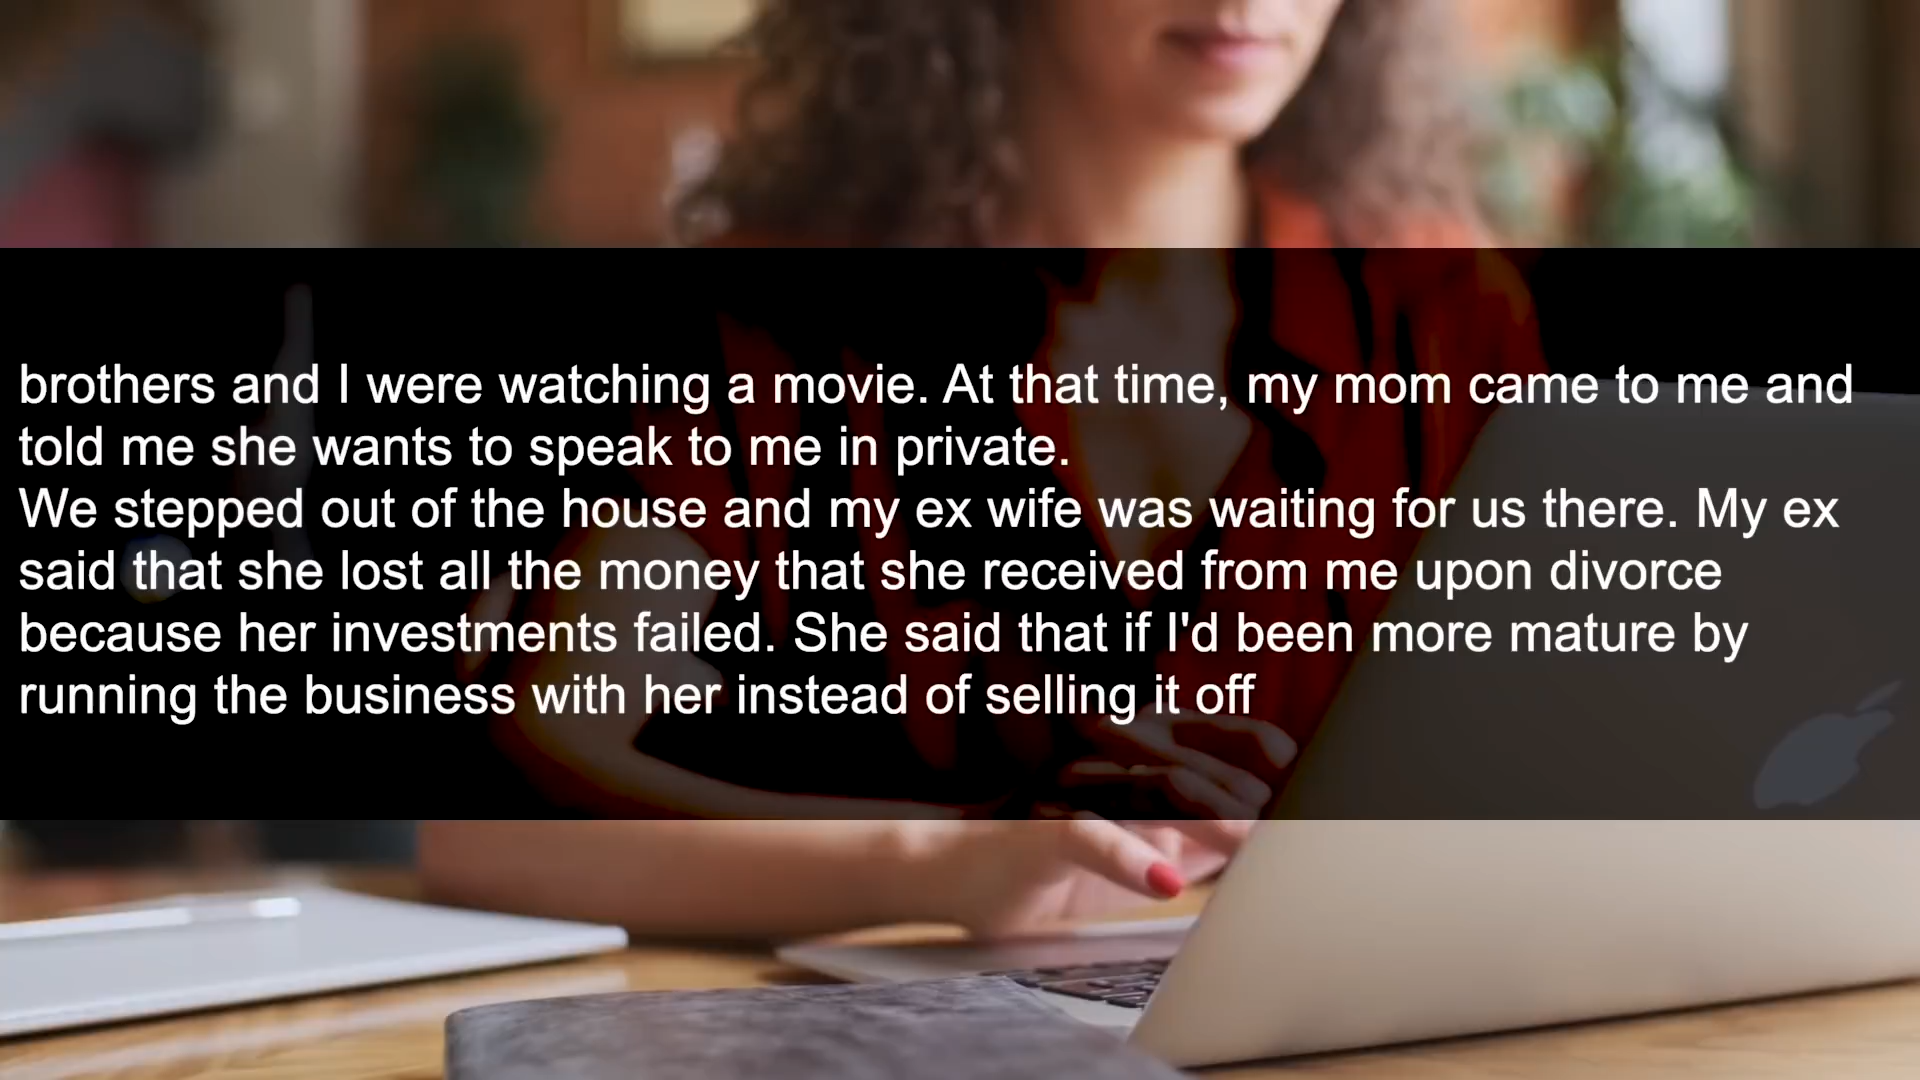 brothers and I were watching a movie. At that time, my mom came to me and
told me she wants to speak to me in private.
We stepped out of the house and my ex wife was waiting for us there. My ex
said that she lost all the money that she received from me upon divorce
because her investments failed. She said that if I'd been more mature by
running the business with her instead of selling it off